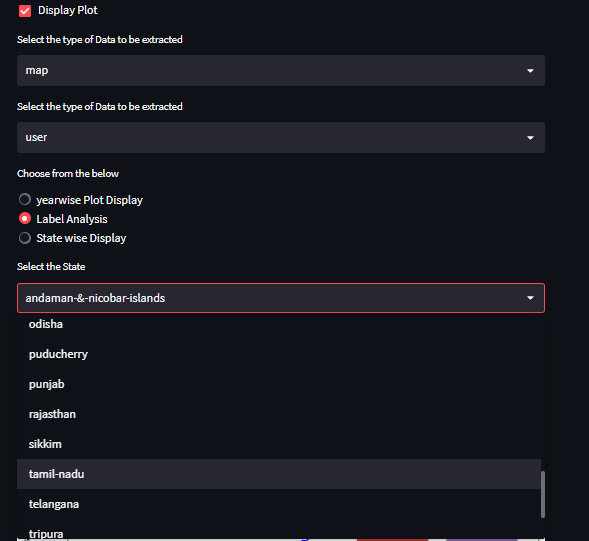 Display Plot
Select the type of Data to be extracted
map
Select the type of Data to be extracted
user
Choose from the below
yearwise Plot Display
Label Analysis
State wise Display
Select the State
andaman-&-nicobar-islands
odisha
puducherry
punjab
rajasthan
sikkim
tamil-nadu
telangana
tripura